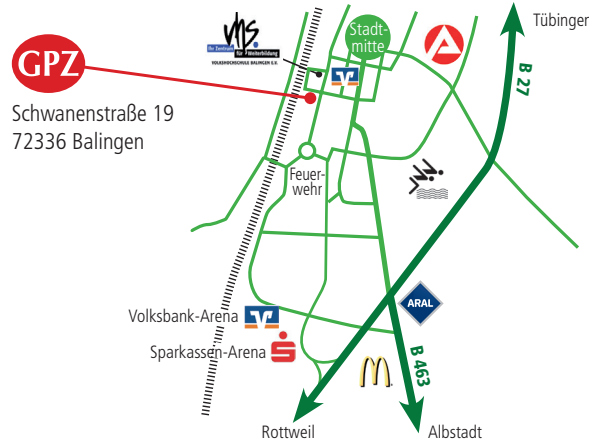 GPZ
Schwanenstraße 19
72336 Balingen
vhs.
Ihr Zentrum für Weiterbildung
VOLKSHOCHSCHULE BALINGEN E.V.
Stadt-
mitte
Tübingen
B 27
Feuer-
wehr
ARAL
Volksbank-Arena
Sparkassen-Arena
B 463
Rottweil
Albstadt